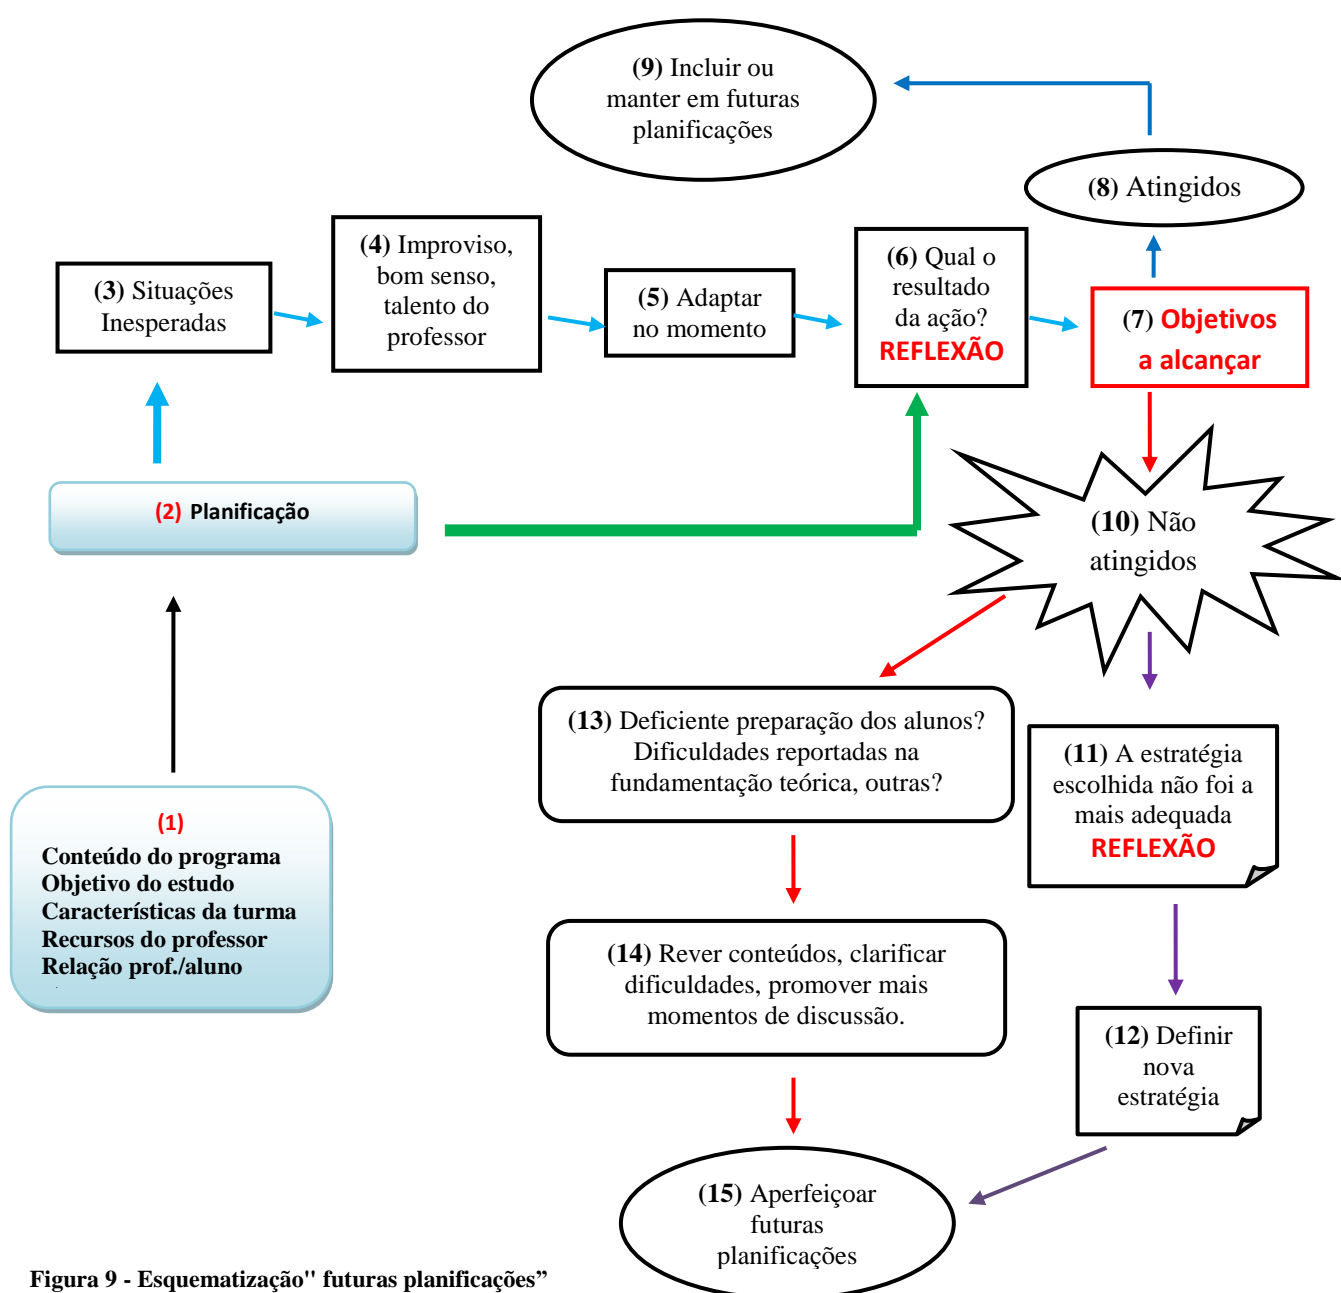 (9) Incluir ou
manter em futuras
planificações
(8) Atingidos
(3) Situações
Inesperadas
(4) Improviso,
bom senso,
talento do
professor
(5) Adaptar
no momento
(6) Qual o
resultado
da ação?
REFLEXÃO
(7) Objetivos
a alcançar
(2) Planificação
(10) Não
atingidos
(1)
Conteúdo do programa
Objetivo do estudo
Características da turma
Recursos do professor
Relação prof./aluno
(13) Deficiente preparação dos alunos?
Dificuldades reportadas na
fundamentação teórica, outras?
(11) A estratégia
escolhida não foi a
mais adequada
REFLEXÃO
(14) Rever conteúdos, clarificar
dificuldades, promover mais
momentos de discussão.
(12) Definir
nova
estratégia
(15) Aperfeiçoar
futuras
planificações
Figura 9 - Esquematização" futuras planificações”